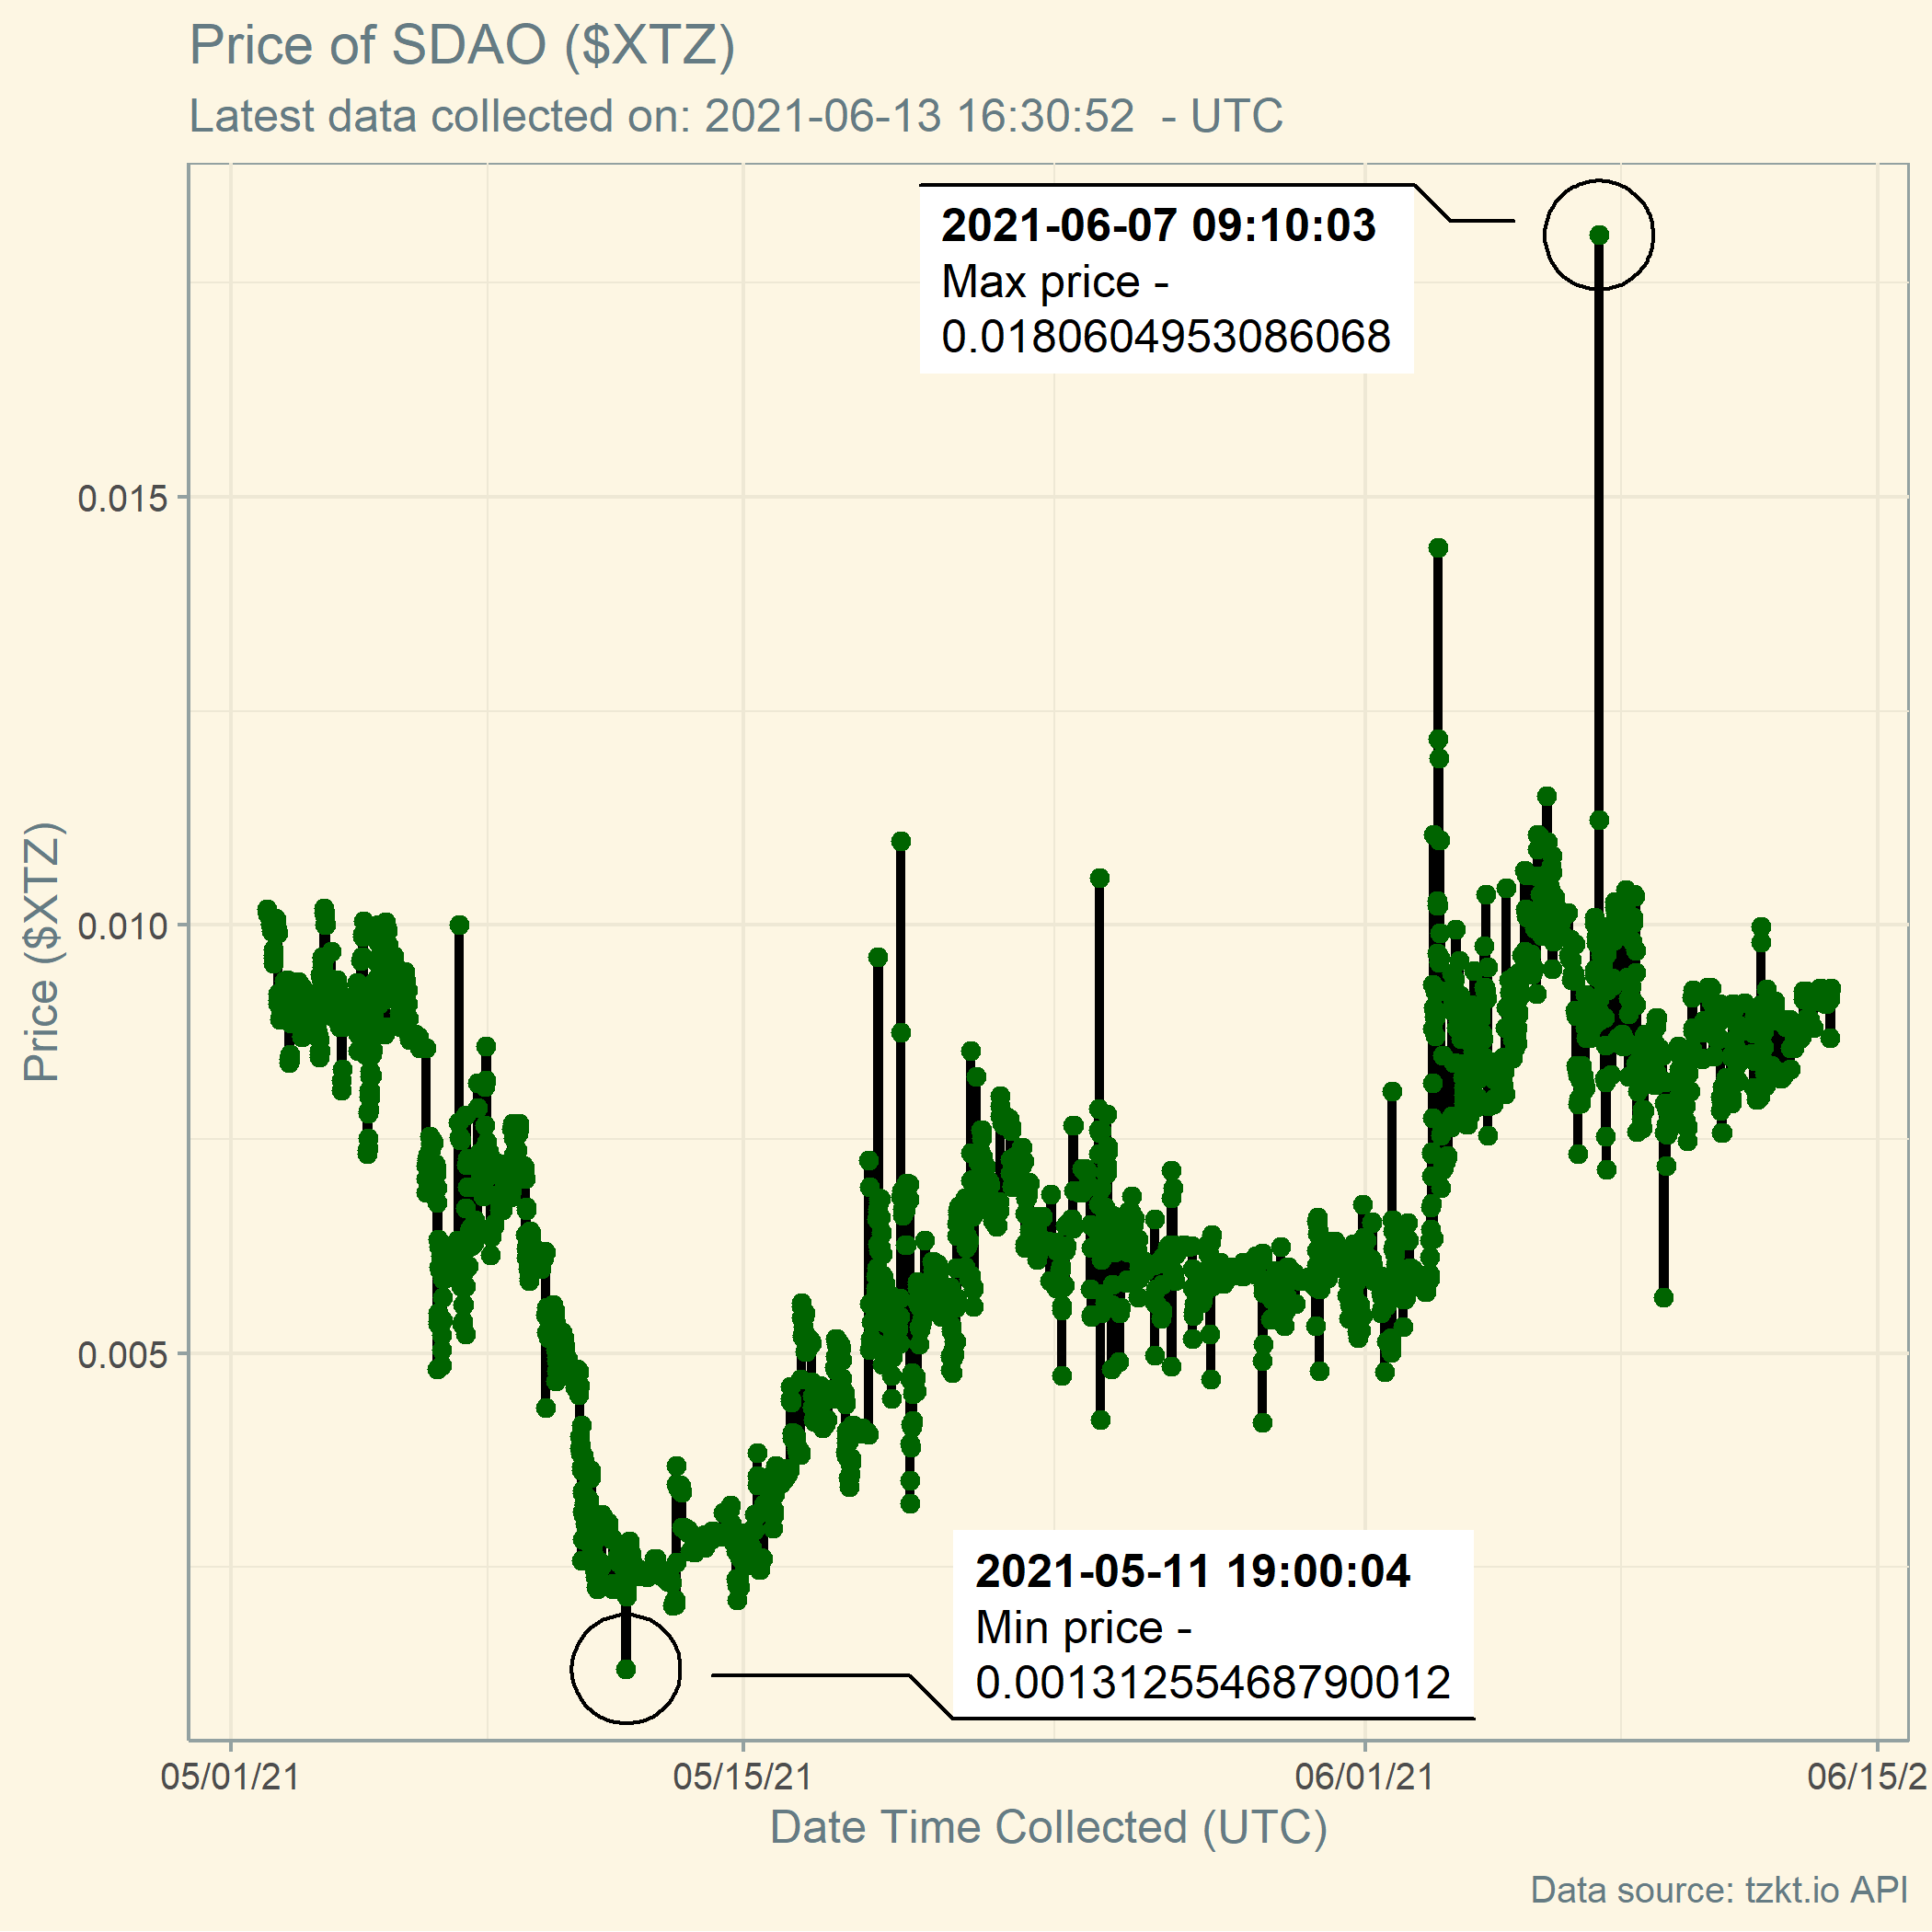 Price of SDAO ($XTZ)
Latest data collected on: 2021-06-13 16:30:52  - UTC
2021-06-07 09:10:03
Max price -
0.0180604953086068
0.015
0.010
0.005
Price ($XTZ)
2021-05-11 19:00:04
Min price -
0.00131255468790012
05/01/21
05/15/21
06/01/21
06/15/2
Date Time Collected (UTC)
Data source: tzkt.io API